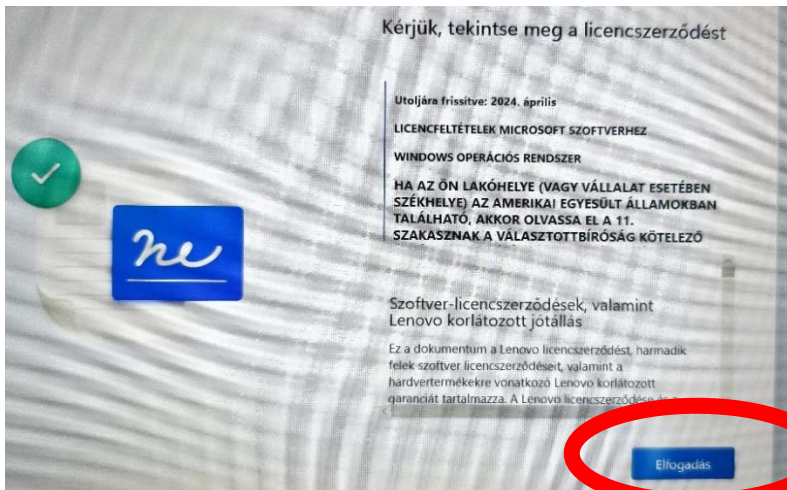 Kérjük, tekintse meg a licencszerződést
Utoljára frissítve: 2024. április
LICENCFELTÉTELEK MICROSOFT SZOFTVERHEZ
WINDOWS OPERÁCIÓS RENDSZER
HA AZ ÖN LAKÓHELYE (VAGY VÁLLALAT ESETÉBEN
SZÉKHELYE) AZ AMERIKAI EGYESÜLT ÁLLAMOKBAN
TALÁLHATÓ, AKKOR OLVASSA EL A 11.
SZAKASZNAK A VÁLASZTOTTBÍRÓSÁG KÖTELEZŐ
Szoftver-licencszerződések, valamint
Lenovo korlátozott jótállás
Ez a dokumentum a Lenovo licencszerződést, harmadik
felek szoftver licencszerződéseit, valamint a
hardvertermékekre vonatkozó Lenovo korlátozott
garanciát tartalmazza. A Lenovo licencszerződése
Elfogadás